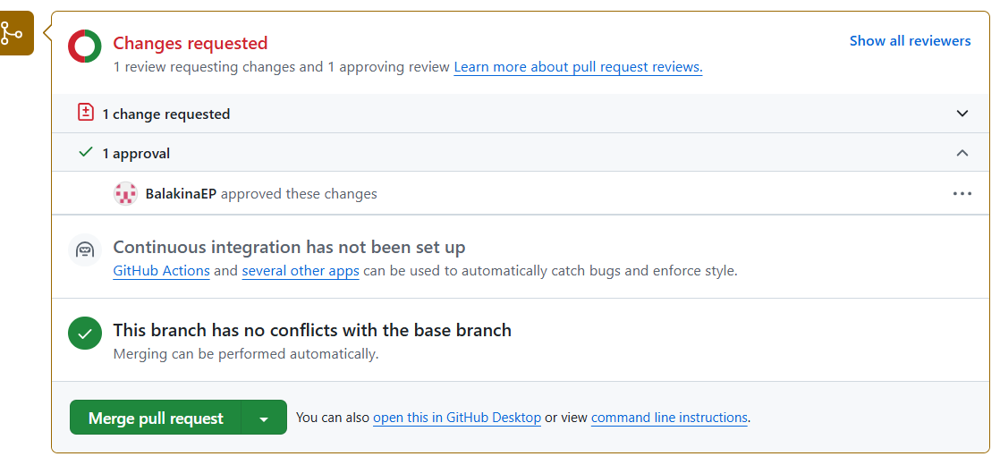 Changes requested
Show all reviewers
1 review requesting changes and 1 approving review Learn more about pull request reviews.
1 change requested
1 approval
BalakinaEP approved these changes
Continuous integration has not been set up
GitHub Actions and several other apps can be used to automatically catch bugs and enforce style.
This branch has no conflicts with the base branch
Merging can be performed automatically.
Merge pull request
You can also open this in GitHub Desktop or view command line instructions.